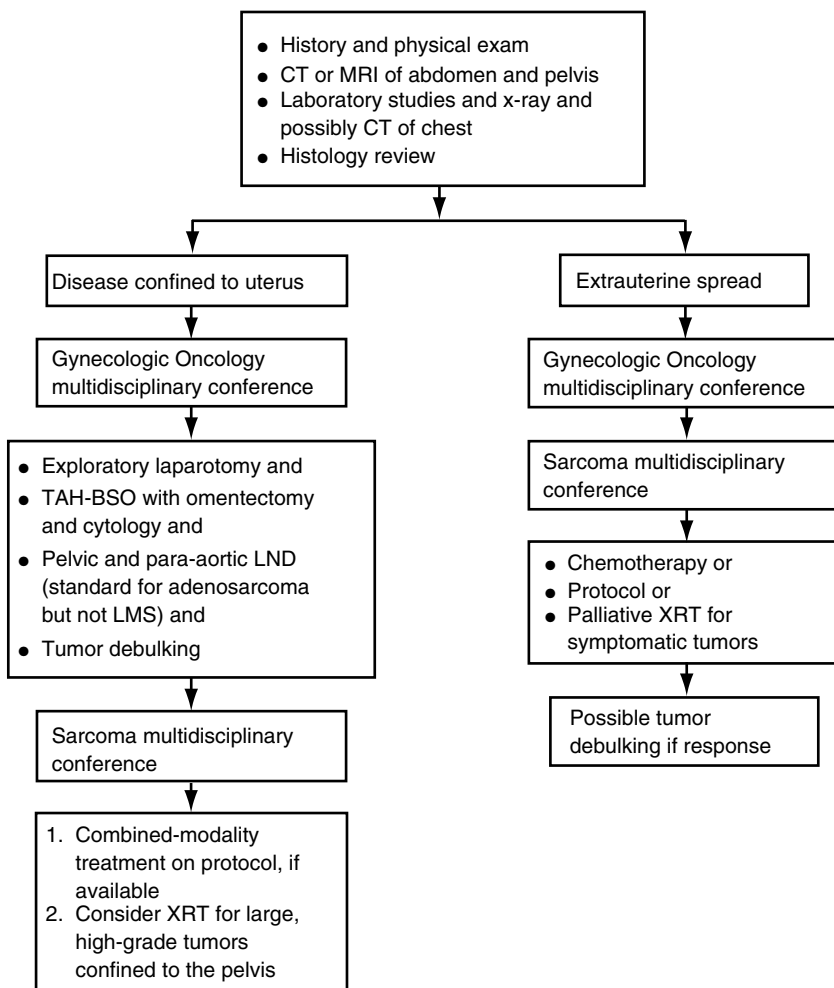 ● History and physical exam
● CT or MRI of abdomen and pelvis
● Laboratory studies and x-ray and
possibly CT of chest
● Histology review
Disease confined to uterus
Gynecologic Oncology
multidisciplinary conference
● Exploratory laparotomy and
● TAH-BSO with omentectomy
and cytology and
● Pelvic and para-aortic LND
(standard for adenosarcoma
but not LMS) and
● Tumor debulking
Sarcoma multidisciplinary
conference
1. Combined-modality
treatment on protocol, if
available
2. Consider XRT for large,
high-grade tumors
confined to the pelvis
Extrauterine spread
Gynecologic Oncology
multidisciplinary conference
Sarcoma multidisciplinary
conference
● Chemotherapy or
● Protocol or
● Palliative XRT for
symptomatic tumors
Possible tumor
debulking if response